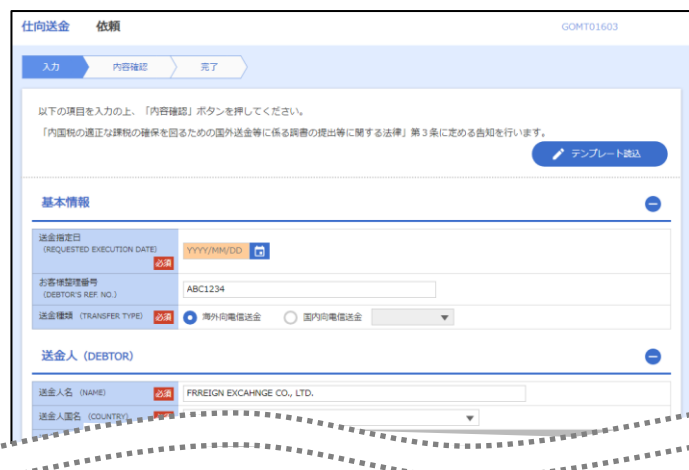 仕向送金 依頼 GOMT01603
入力 内容確認 完了
以下の項目を入力の上、「内容確認」ボタンを押してください。
「内国税の適正な課税の確保を図るための国外送金等に係る調書の提出等に関する法律」第3条に定める告知を行います。
テンプレート読込
基本情報
送金指定日
(REQUESTED EXECUTION DATE)
必須
YYYY/MM/DD
お客様整理番号
(DEBTOR'S REF. NO.)
ABC1234
送金種類 (TRANSFER TYPE) 必須 海外向電信送金 国内向電信送金
送金人 (DEBTOR)
送金人名 (NAME) 必須 FRREIGN EXCAHNGE CO., LTD.
送金人国名 (COUNTRY)